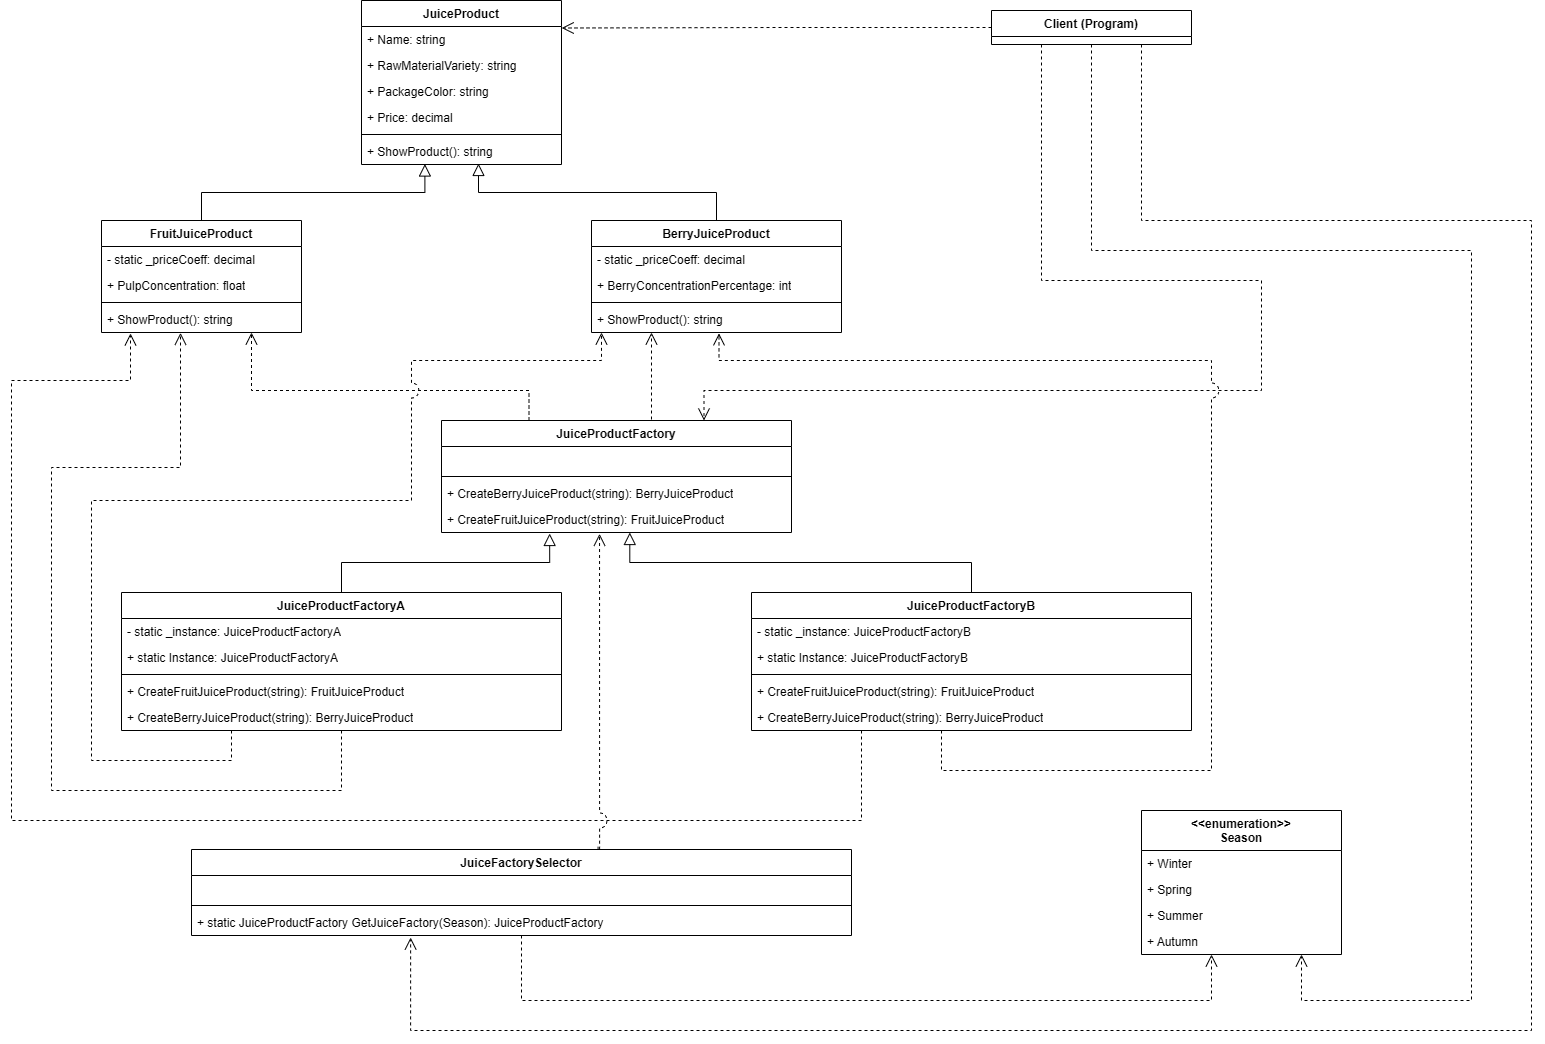 JuiceProduct
+ Name: string
+ RawMaterialVariety: string
+ PackageColor: string
+ Price: decimal
+ ShowProduct(): string
Client (Program)
FruitJuiceProduct
- static _priceCoeff: decimal
+ PulpConcentration: float
+ ShowProduct(): string
BerryJuiceProduct
- static _priceCoeff: decimal
+ BerryConcentrationPercentage: int
+ ShowProduct(): string
JuiceProductFactory
+ CreateBerryJuiceProduct(string): BerryJuiceProduct
+ CreateFruitJuiceProduct(string): FruitJuiceProduct
JuiceProductFactoryA
- static _instance: JuiceProductFactoryA
+ static Instance: JuiceProductFactoryA
+ CreateFruitJuiceProduct(string): FruitJuiceProduct
+ CreateBerryJuiceProduct(string): BerryJuiceProduct
JuiceProductFactoryB
- static _instance: JuiceProductFactoryB
+ static Instance: JuiceProductFactoryB
+ CreateFruitJuiceProduct(string): FruitJuiceProduct
+ CreateBerryJuiceProduct(string): BerryJuiceProduct
JuiceFactorySelector
+ static JuiceProductFactory GetJuiceFactory(Season): JuiceProductFactory
<<enumeration>>
Season
+ Winter
+ Spring
+ Summer
+ Autumn